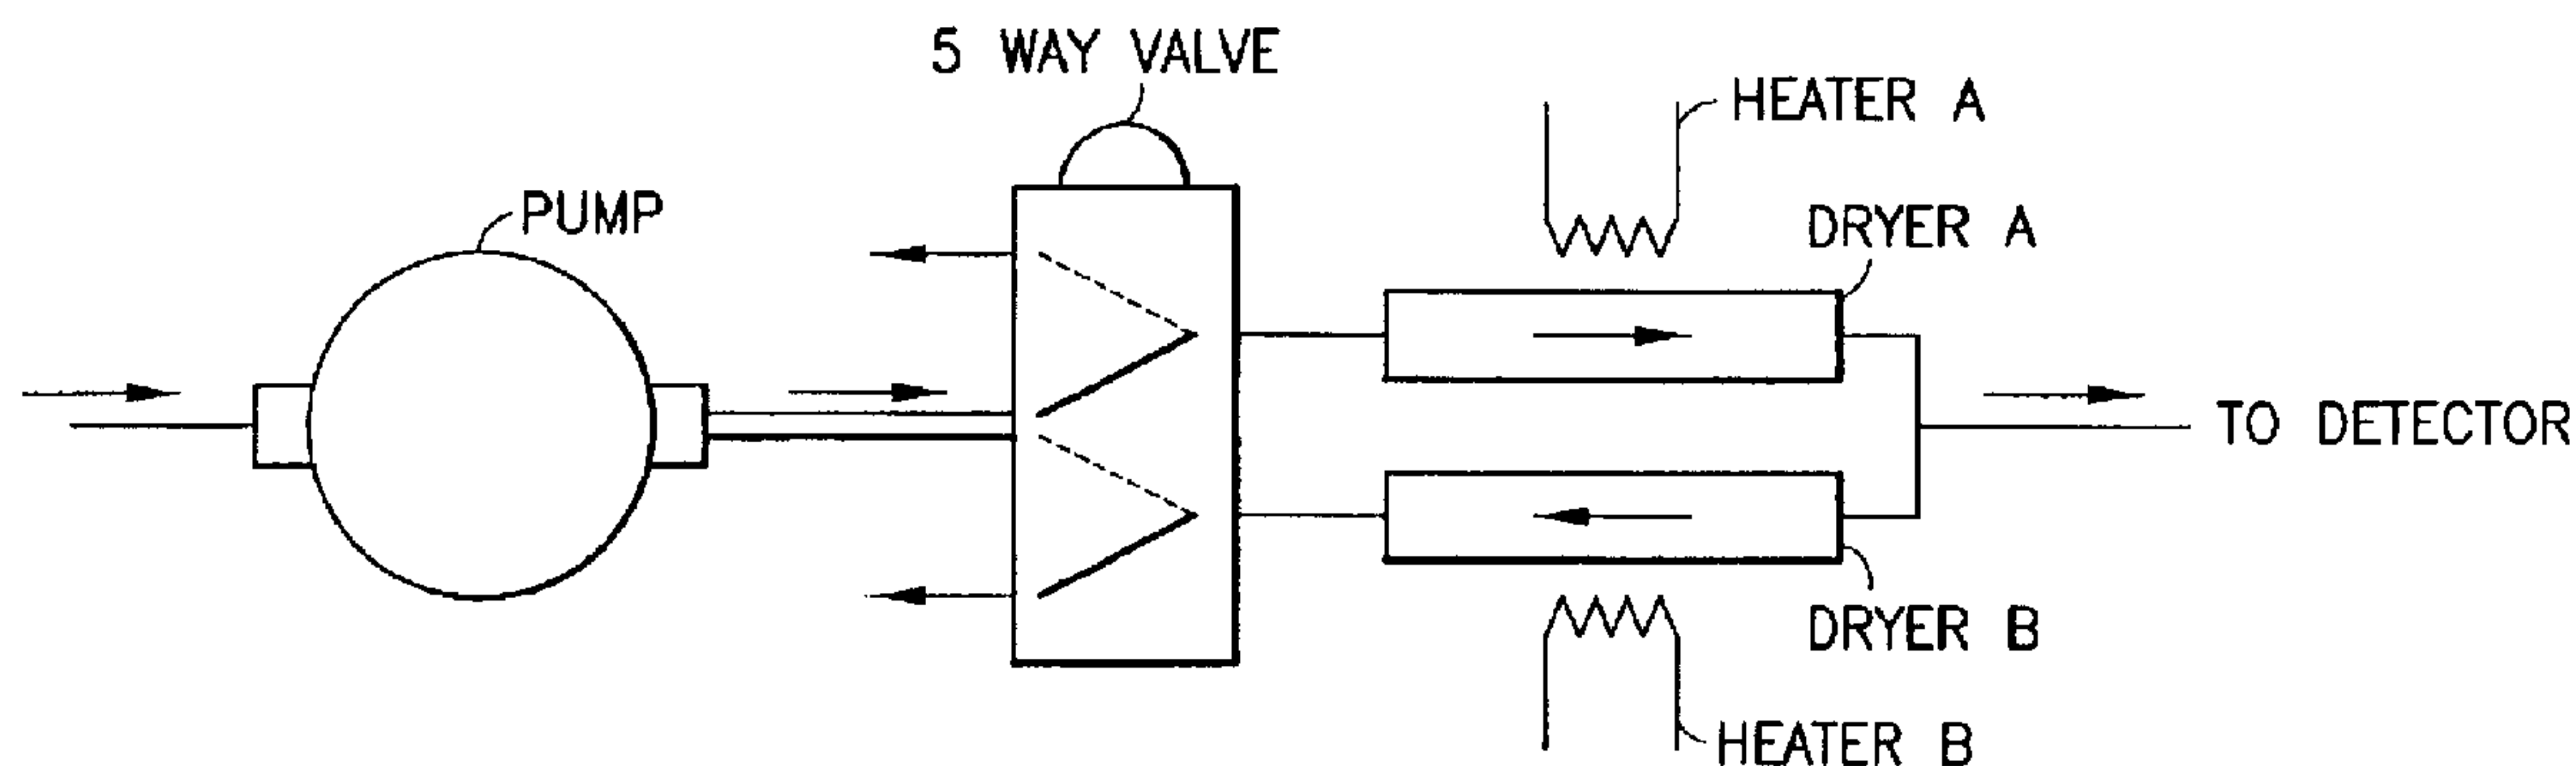 5 WAY VALVE
HEATER A
PUMP
DRYER A
TO DETECTOR
DRYER B
HEATER B